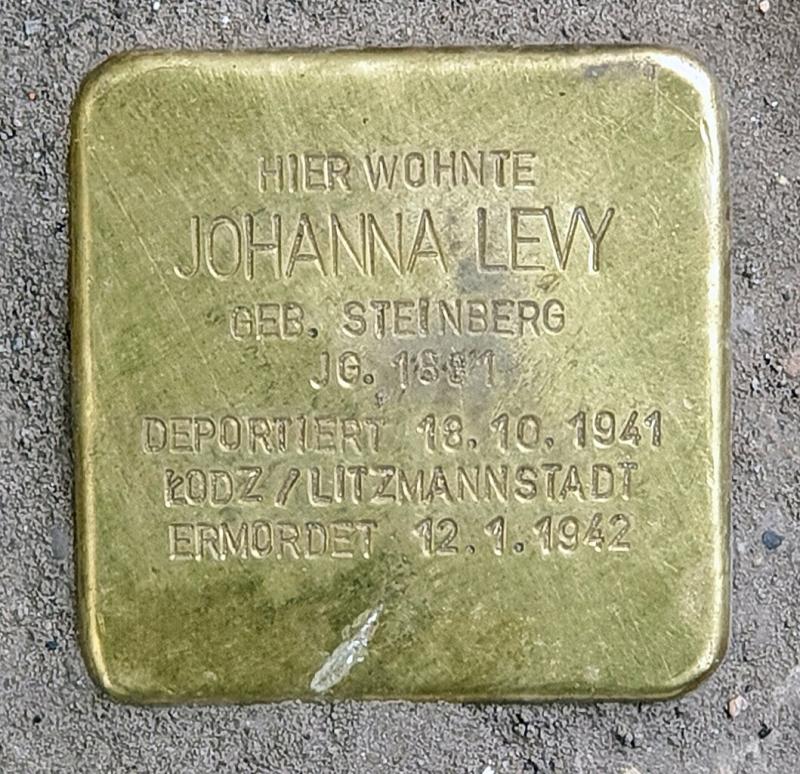 HIER WOHNTE
JOHANNA LEVY
GEB. STEINBERG
JG.
DEPORTIERT 18.10.1941
ŁODZ / LITZMANNSTADT
ERMORDET 12.1.1942